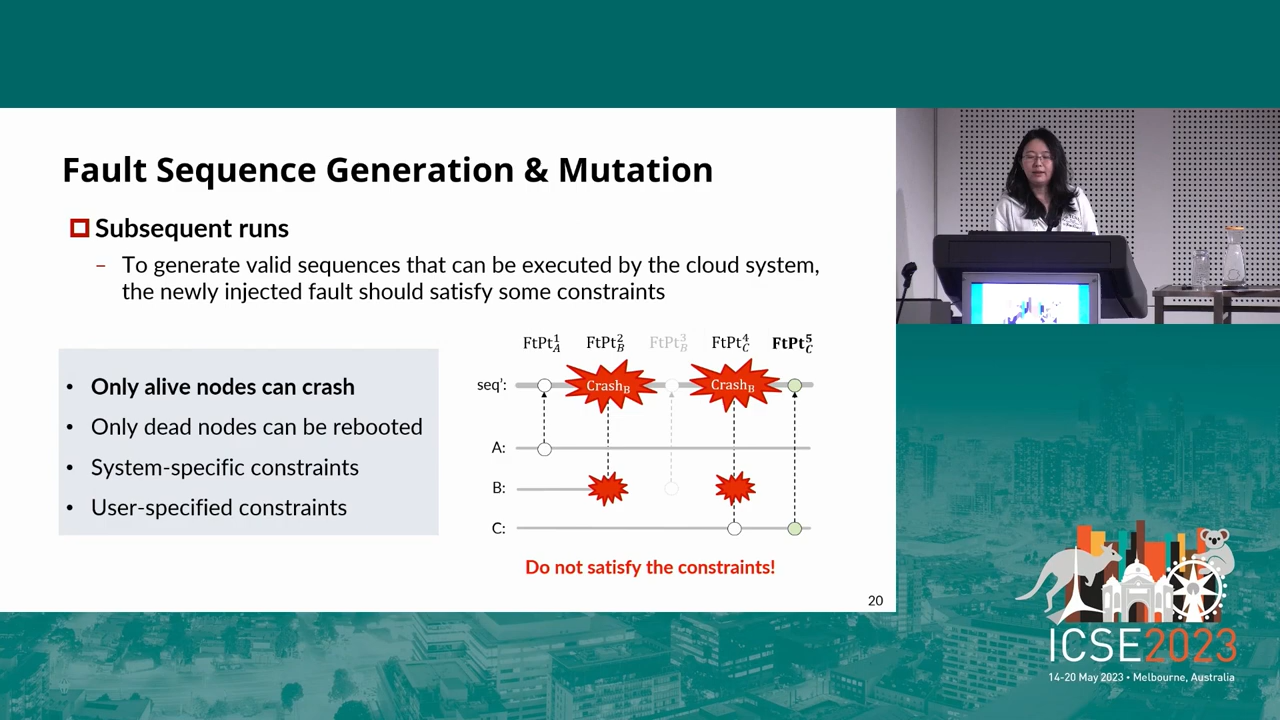 Fault Sequence Generation & Mutation
Subsequent runs
– To generate valid sequences that can be executed by the cloud system,
the newly injected fault should satisfy some constraints
• Only alive nodes can crash
• Only dead nodes can be rebooted
• System-specific constraints
• User-specified constraints
FtPt¹_A FtPt²_B FtPt³_B FtPt⁴_C FtPt⁵_C
seq': Crash_B Crash_B
A:
B:
C:
Do not satisfy the constraints!
20
ICSE2023
14-20 May 2023 • Melbourne, Australia